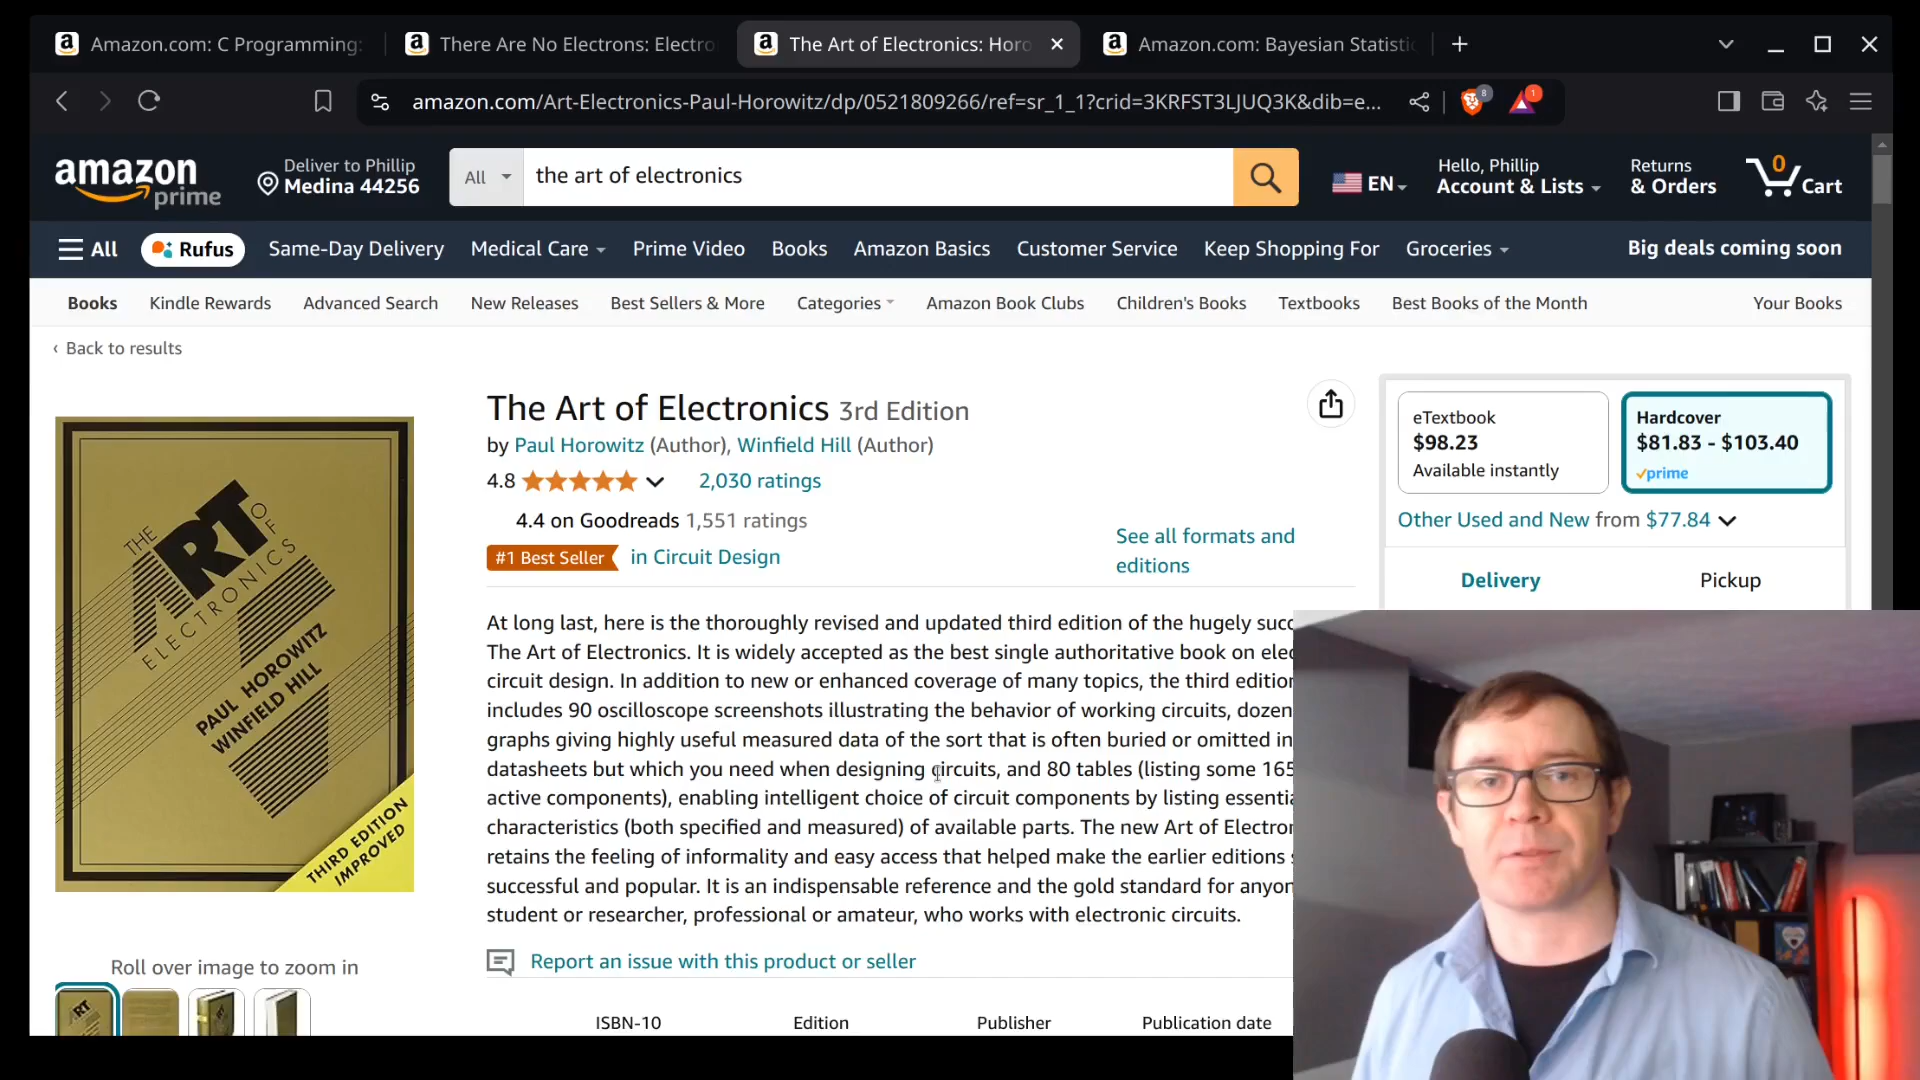 Amazon.com: C Programming:
There Are No Electrons: Electro
The Art of Electronics: Horo
Amazon.com: Bayesian Statistic
amazon.com/Art-Electronics-Paul-Horowitz/dp/0521809266/ref=sr_1_1?crid=3KRFST3LJUQ3K&dib=e...
8
1
amazon prime
Deliver to Phillip
Medina 44256
All
the art of electronics
EN
Hello, Phillip
Account & Lists
Returns
& Orders
0
Cart
All
Rufus
Same-Day Delivery
Medical Care
Prime Video
Books
Amazon Basics
Customer Service
Keep Shopping For
Groceries
Big deals coming soon
Books
Kindle Rewards
Advanced Search
New Releases
Best Sellers & More
Categories
Amazon Book Clubs
Children's Books
Textbooks
Best Books of the Month
Your Books
‹ Back to results
THE ART OF ELECTRONICS
PAUL HOROWITZ
WINFIELD HILL
THIRD EDITION
IMPROVED
Roll over image to zoom in
The Art of Electronics 3rd Edition
by Paul Horowitz (Author), Winfield Hill (Author)
4.8
2,030 ratings
4.4 on Goodreads 1,551 ratings
#1 Best Seller in Circuit Design
See all formats and
editions
At long last, here is the thoroughly revised and updated third edition of the hugely succ
The Art of Electronics. It is widely accepted as the best single authoritative book on elec
circuit design. In addition to new or enhanced coverage of many topics, the third edition
includes 90 oscilloscope screenshots illustrating the behavior of working circuits, dozen
graphs giving highly useful measured data of the sort that is often buried or omitted in
datasheets but which you need when designing circuits, and 80 tables (listing some 165
active components), enabling intelligent choice of circuit components by listing essentia
characteristics (both specified and measured) of available parts. The new Art of Electron
retains the feeling of informality and easy access that helped make the earlier editions s
successful and popular. It is an indispensable reference and the gold standard for anyon
student or researcher, professional or amateur, who works with electronic circuits.
Report an issue with this product or seller
ISBN-10
Edition
Publisher
Publication date
eTextbook
$98.23
Available instantly
Hardcover
$81.83 - $103.40
prime
Other Used and New from $77.84
Delivery
Pickup